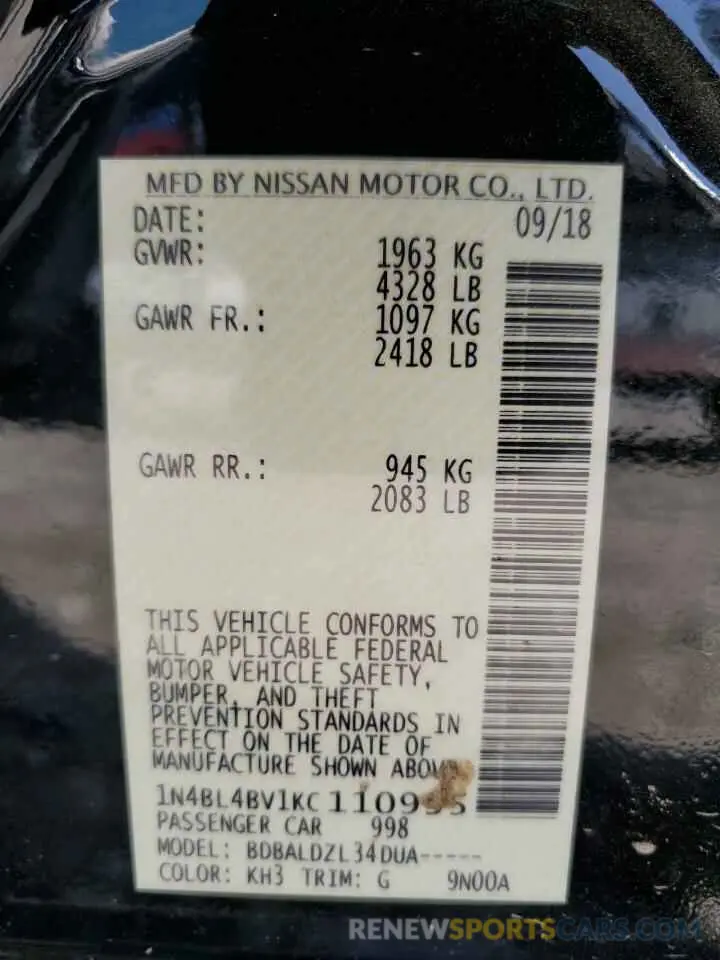 MFD BY NISSAN MOTOR CO., LTD.
DATE: 09/18
GVWR: 1963 KG
4328 LB
GAWR FR.: 1097 KG
2418 LB
GAWR RR.: 945 KG
2083 LB
THIS VEHICLE CONFORMS TO
ALL APPLICABLE FEDERAL
MOTOR VEHICLE SAFETY,
BUMPER, AND THEFT
PREVENTION STANDARDS IN
EFFECT ON THE DATE OF
MANUFACTURE SHOWN ABOVE
PASSENGER CAR 998
MODEL: BDBALDZL34DUA-----
COLOR: KH3 TRIM: G 9N00A
RENEWSPORTSCARS.COM